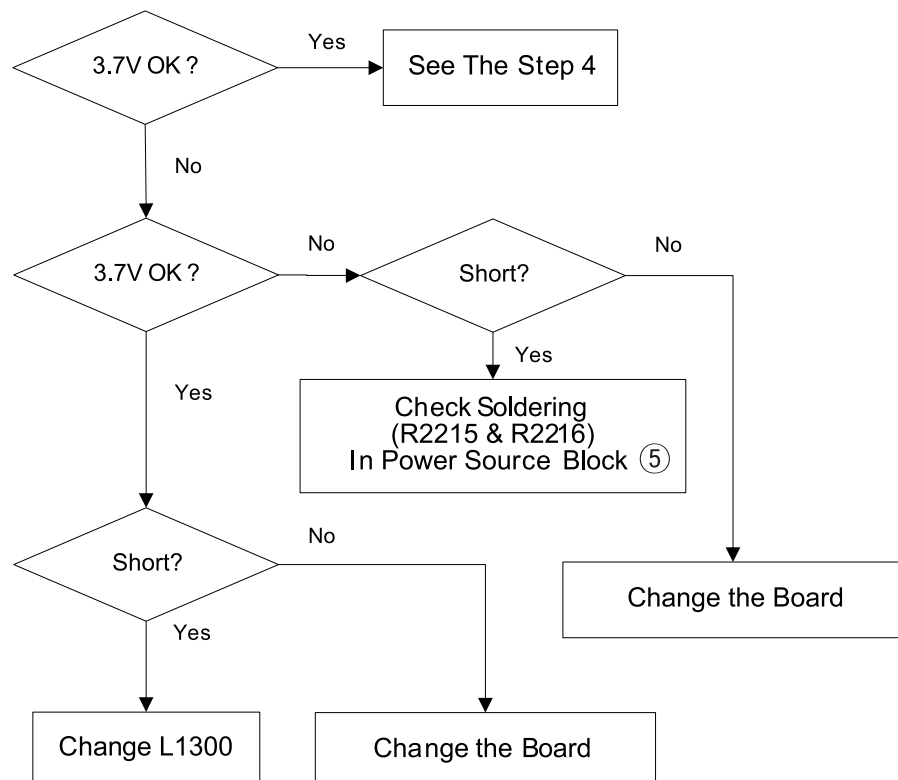 3.7V OK ?
Yes
See The Step 4
No
3.7V OK ?
No
Short?
No
Yes
Yes
Check Soldering
(R2215 & R2216)
In Power Source Block ⑤
Short?
No
Change the Board
Yes
Change L1300
Change the Board